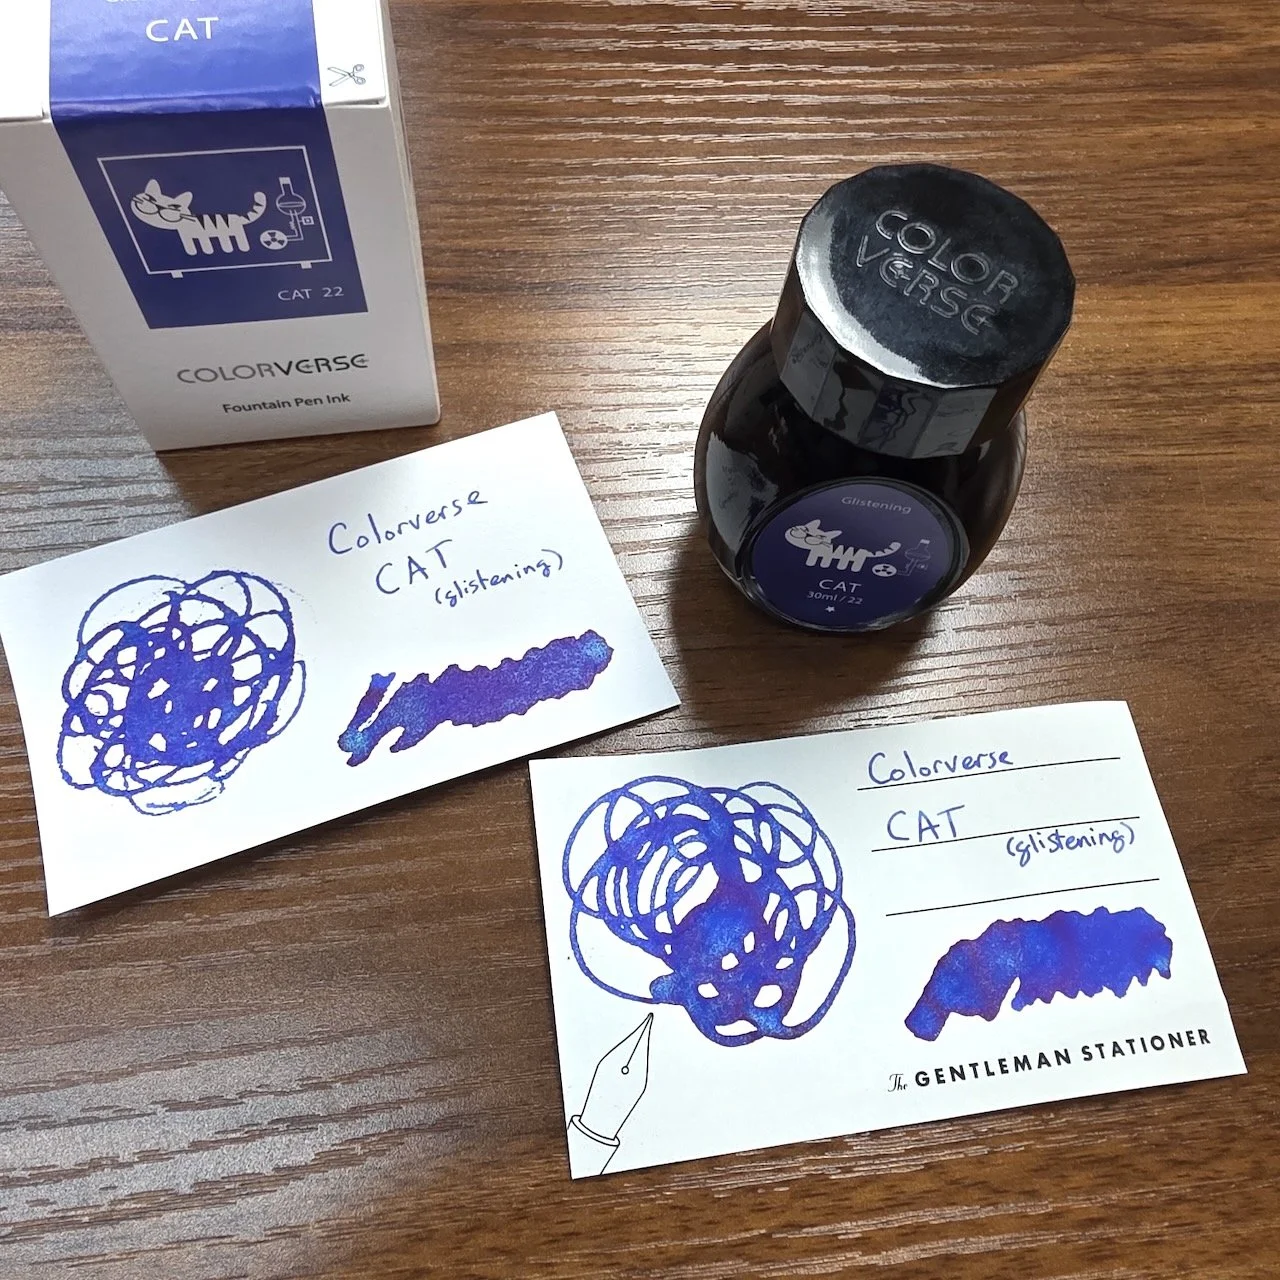 CAT
CAT 22
COLORVERSE
Fountain Pen Ink
COLOR
VERSE
Glistening
CAT
30ml / 22
Colorverse
CAT
(glistening)
Colorverse
CAT
(glistening)
The GENTLEMAN STATIONER